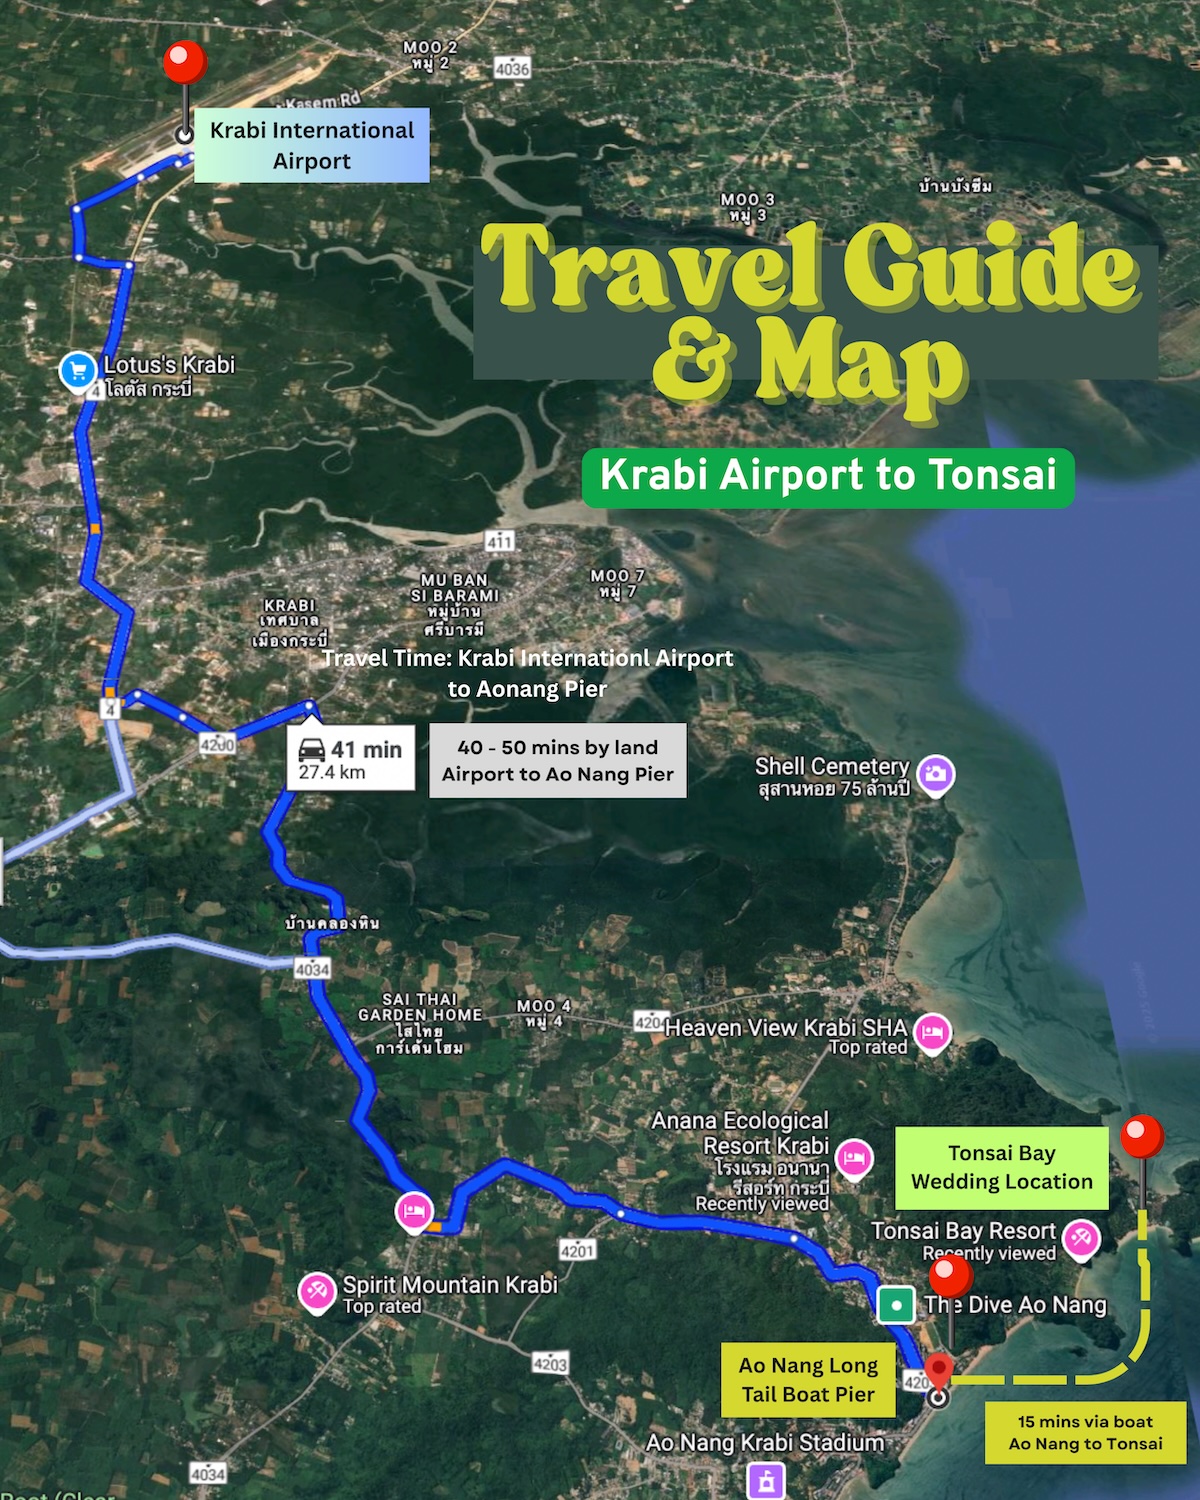 MOO 2
หมู่ 2
4036
Kasem Rd
Krabi International
Airport
บ้านบังซีม
MOO 3
หมู่ 3
Travel Guide
& Map
Lotus's Krabi
โลตัส กระบี่
4
Krabi Airport to Tonsai
411
MU BAN
SI BARAMI
หมู่บ้าน
ศรีบารมี
MOO 7
หมู่ 7
KRABI
เทศบาล
เมืองกระบี่
Travel Time: Krabi Internationl Airport
to Aonang Pier
4
4200
41 min
27.4 km
40 - 50 mins by land
Airport to Ao Nang Pier
Shell Cemetery
สุสานหอย 75 ล้านปี
บ้านคลองหิน
4034
SAI THAI
GARDEN HOME
ไสไทย
การ์เด้นโฮม
MOO 4
หมู่ 4
4204
Heaven View Krabi SHA
Top rated
Anana Ecological
Resort Krabi
โรงแรม อนานา
รีสอร์ท กระบี่
Recently viewed
Tonsai Bay
Wedding Location
Tonsai Bay Resort
Recently viewed
4201
Spirit Mountain Krabi
Top rated
The Dive Ao Nang
4203
Ao Nang Long
Tail Boat Pier
420
15 mins via boat
Ao Nang to Tonsai
Ao Nang Krabi Stadium
4034